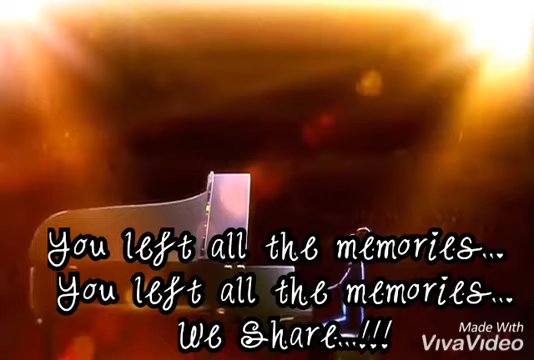 You left all the memories...
You left all the memories...
We Share...!!!
Made With
VivaVideo